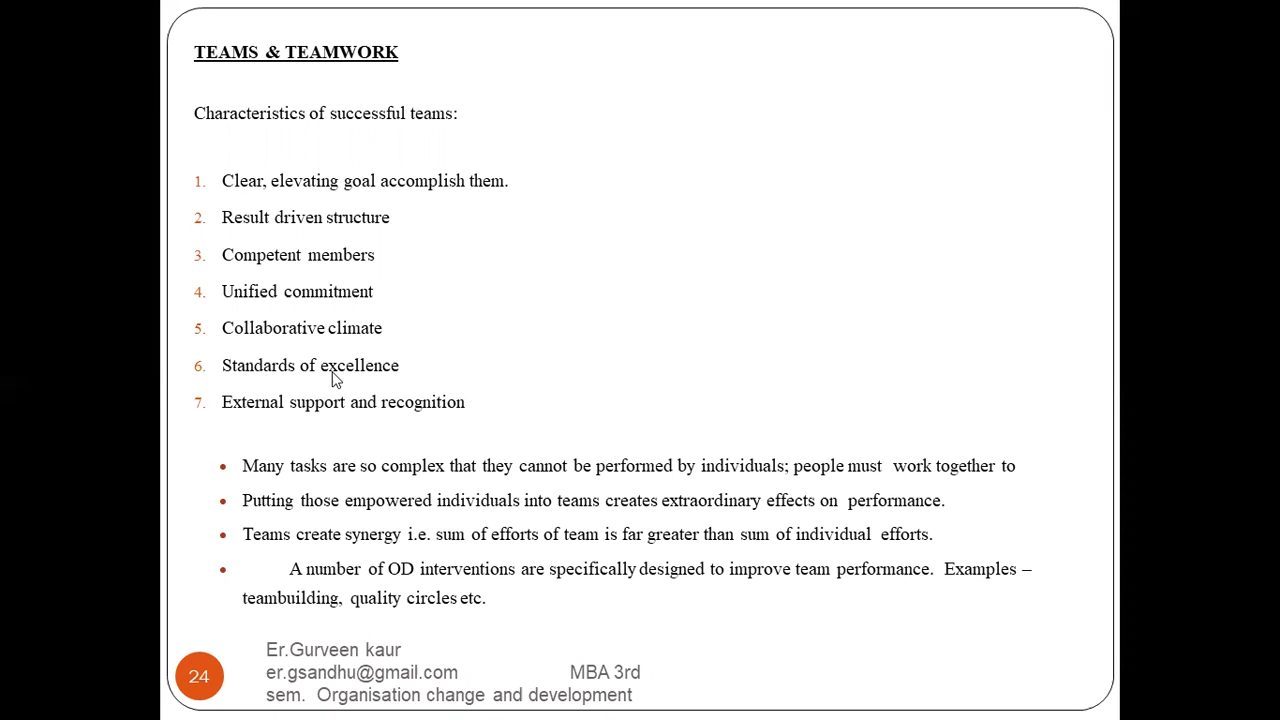 TEAMS & TEAMWORK
Characteristics of successful teams:
1. Clear, elevating goal accomplish them.
2. Result driven structure
3. Competent members
4. Unified commitment
5. Collaborative climate
6. Standards of excellence
7. External support and recognition
• Many tasks are so complex that they cannot be performed by individuals; people must work together to
• Putting those empowered individuals into teams creates extraordinary effects on performance.
• Teams create synergy i.e. sum of efforts of team is far greater than sum of individual efforts.
• A number of OD interventions are specifically designed to improve team performance. Examples –
teambuilding, quality circles etc.
Er.Gurveen kaur
er.gsandhu@gmail.com MBA 3rd
sem. Organisation change and development
24